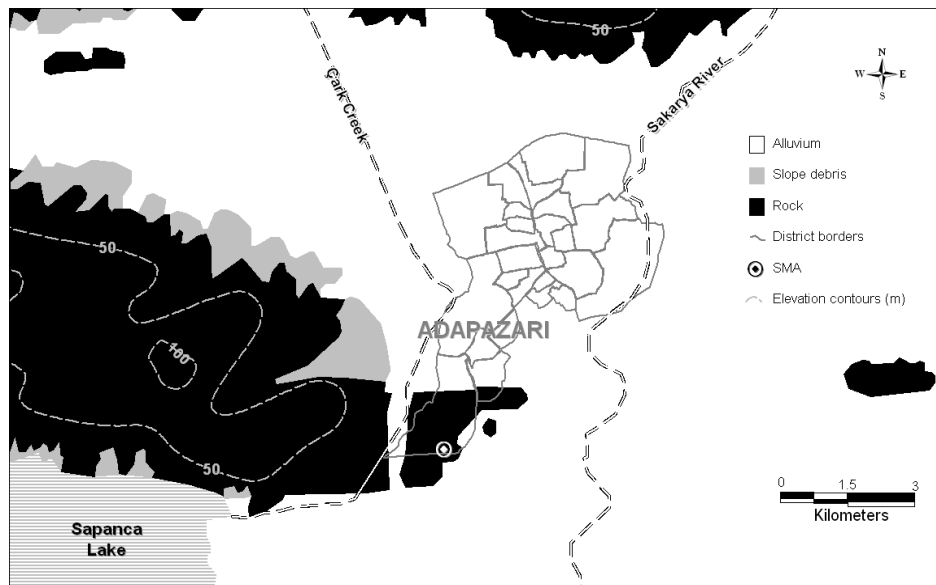 50
50
100
50
Çark Creek
Sakarya River
N
W E
S
Alluvium
Slope debris
Rock
District borders
SMA
Elevation contours (m)
ADAPAZARI
0 1.5 3
Kilometers
Sapanca
Lake